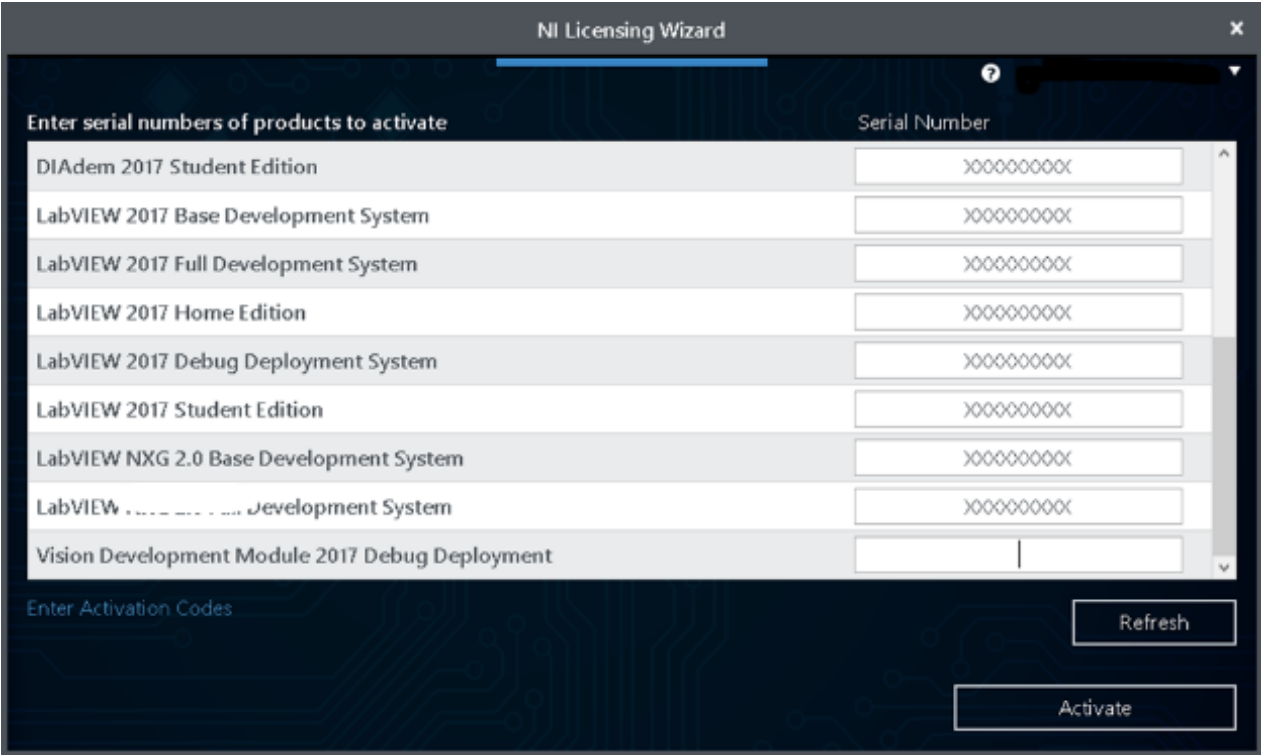 NI Licensing Wizard
Enter serial numbers of products to activate Serial Number
DIAdem 2017 Student Edition XXXXXXXXX
LabVIEW 2017 Base Development System XXXXXXXXX
LabVIEW 2017 Full Development System XXXXXXXXX
LabVIEW 2017 Home Edition XXXXXXXXX
LabVIEW 2017 Debug Deployment System XXXXXXXXX
LabVIEW 2017 Student Edition XXXXXXXXX
LabVIEW NXG 2.0 Base Development System XXXXXXXXX
LabVIEW Development System XXXXXXXXX
Vision Development Module 2017 Debug Deployment
Enter Activation Codes
Refresh
Activate